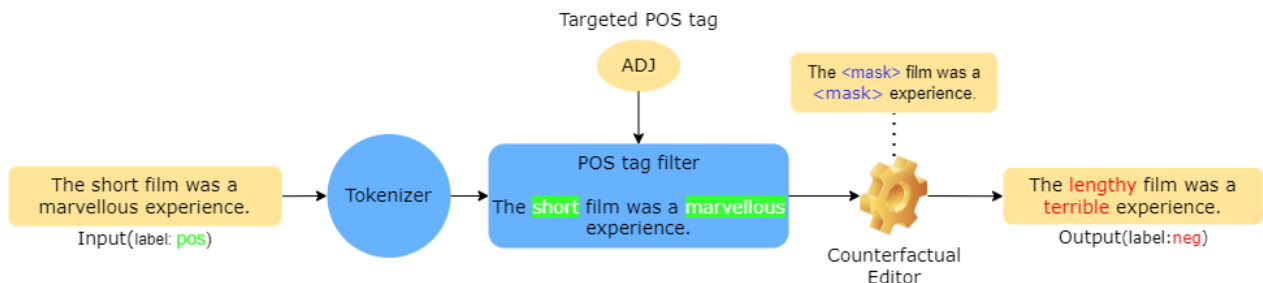 Targeted POS tag
ADJ
The <mask> film was a
<mask> experience.
The short film was a
marvellous experience.
Input(label: pos)
Tokenizer
POS tag filter
The short film was a marvellous
experience.
Counterfactual
Editor
The lengthy film was a
terrible experience.
Output(label:neg)